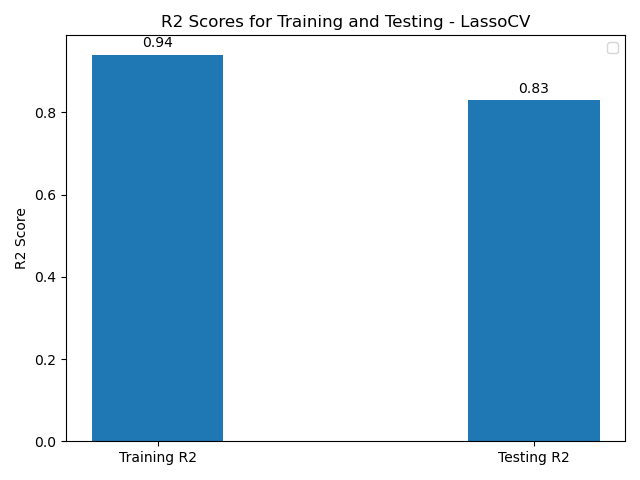 R2 Scores for Training and Testing - LassoCV
0.94
0.83
0.8
0.6
0.4
0.2
0.0
R2 Score
Training R2
Testing R2